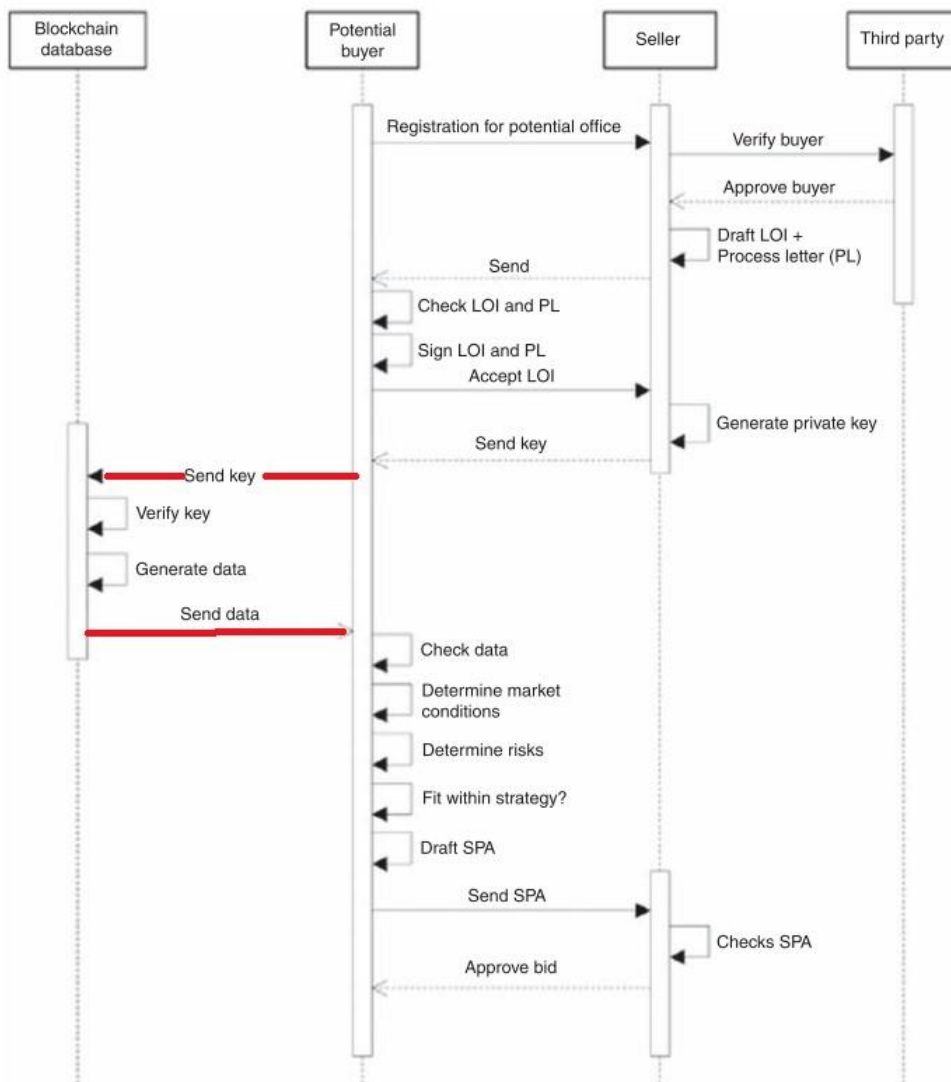 Blockchain
database
Potential
buyer
Seller
Third party
Registration for potential office
Verify buyer
Approve buyer
Draft LOI +
Process letter (PL)
Send
Check LOI and PL
Sign LOI and PL
Accept LOI
Generate private key
Send key
Send key
Verify key
Generate data
Send data
Check data
Determine market
conditions
Determine risks
Fit within strategy?
Draft SPA
Send SPA
Checks SPA
Approve bid